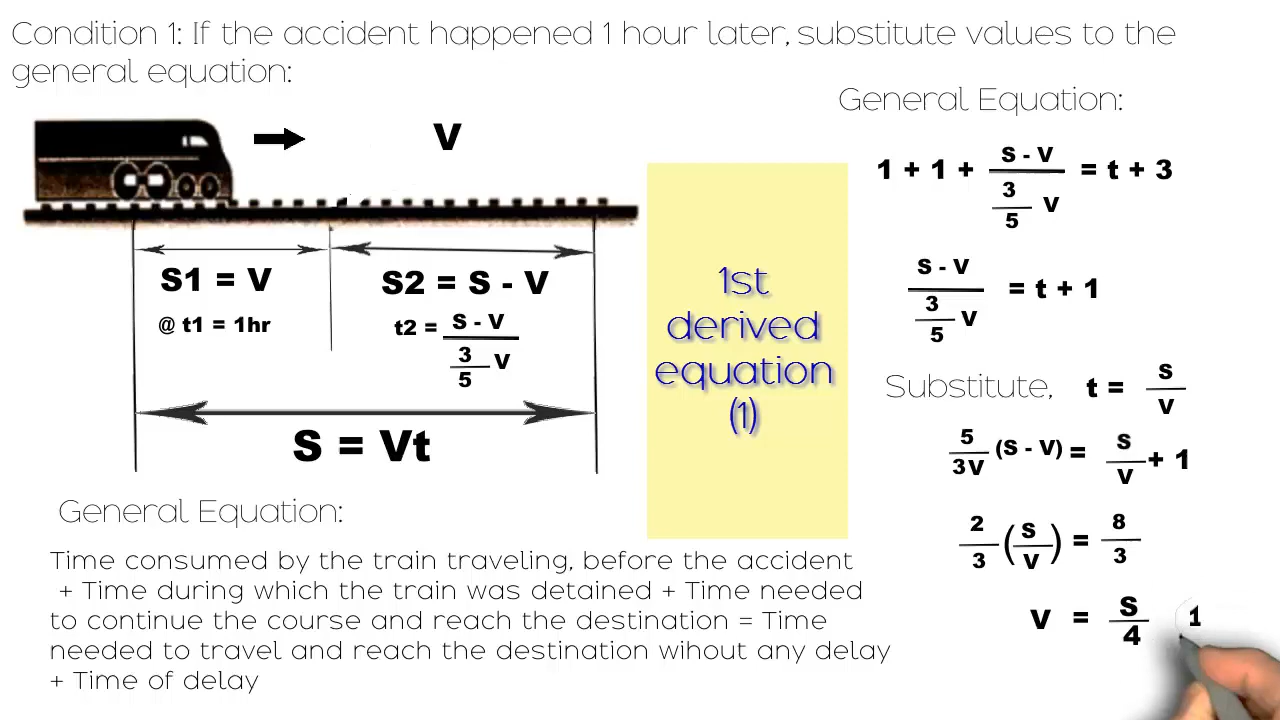 Condition 1: If the accident happened 1 hour later, substitute values to the
general equation:
V
S1 = V
@ t1 = 1hr
S2 = S - V
t2 = S - V / 3/5 V
S = Vt
General Equation:
Time consumed by the train traveling, before the accident
+ Time during which the train was detained + Time needed
to continue the course and reach the destination = Time
needed to travel and reach the destination wihout any delay
+ Time of delay
1st
derived
equation
(1)
General Equation:
1 + 1 + S - V / 3/5 V = t + 3
S - V / 3/5 V = t + 1
Substitute, t = S/V
5/3V (S - V) = S/V + 1
2/3 (S/V) = 8/3
V = S/4 1